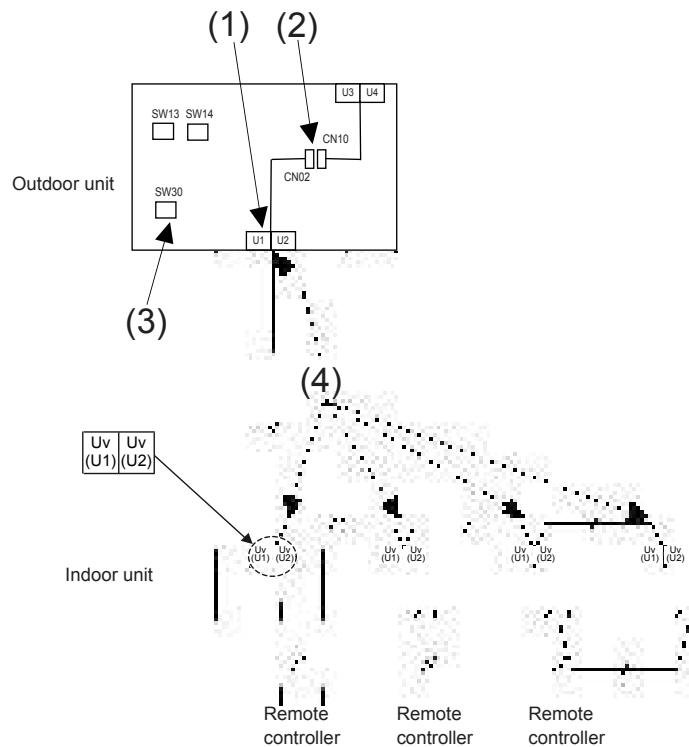 (1) (2)
U3 U4
SW13 SW14
CN10
CN02
Outdoor unit
SW30
U1 U2
(3)
(4)
Uv Uv
(U1) (U2)
Uv Uv Uv Uv Uv Uv Uv Uv
(U1) (U2) (U1) (U2) (U1) (U2) (U1) (U2)
Indoor unit
Remote Remote Remote
controller controller controller